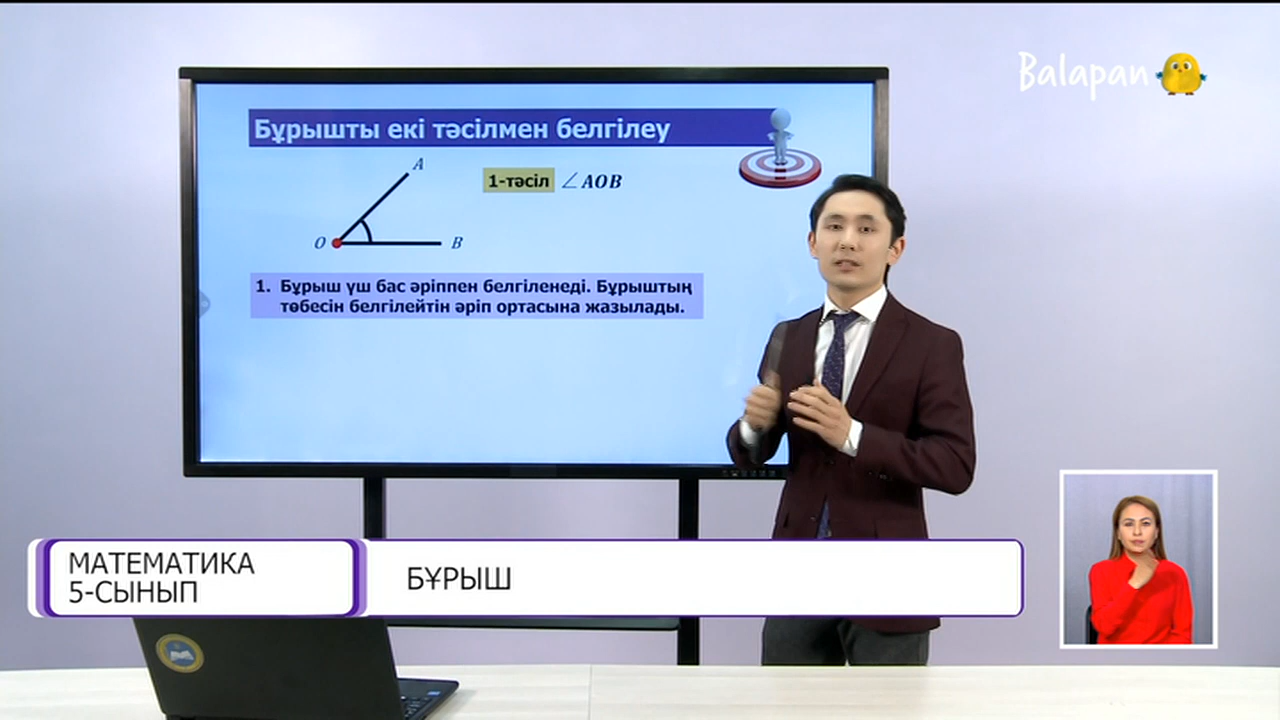 Balapan
Бұрышты екі тәсілмен белгілеу
A
1-тәсіл ∠AOB
O
B
1. Бұрыш үш бас әріппен белгіленеді. Бұрыштың
төбесін белгілейтін әріп ортасына жазылады.
МАТЕМАТИКА
5-СЫНЫП
БҰРЫШ